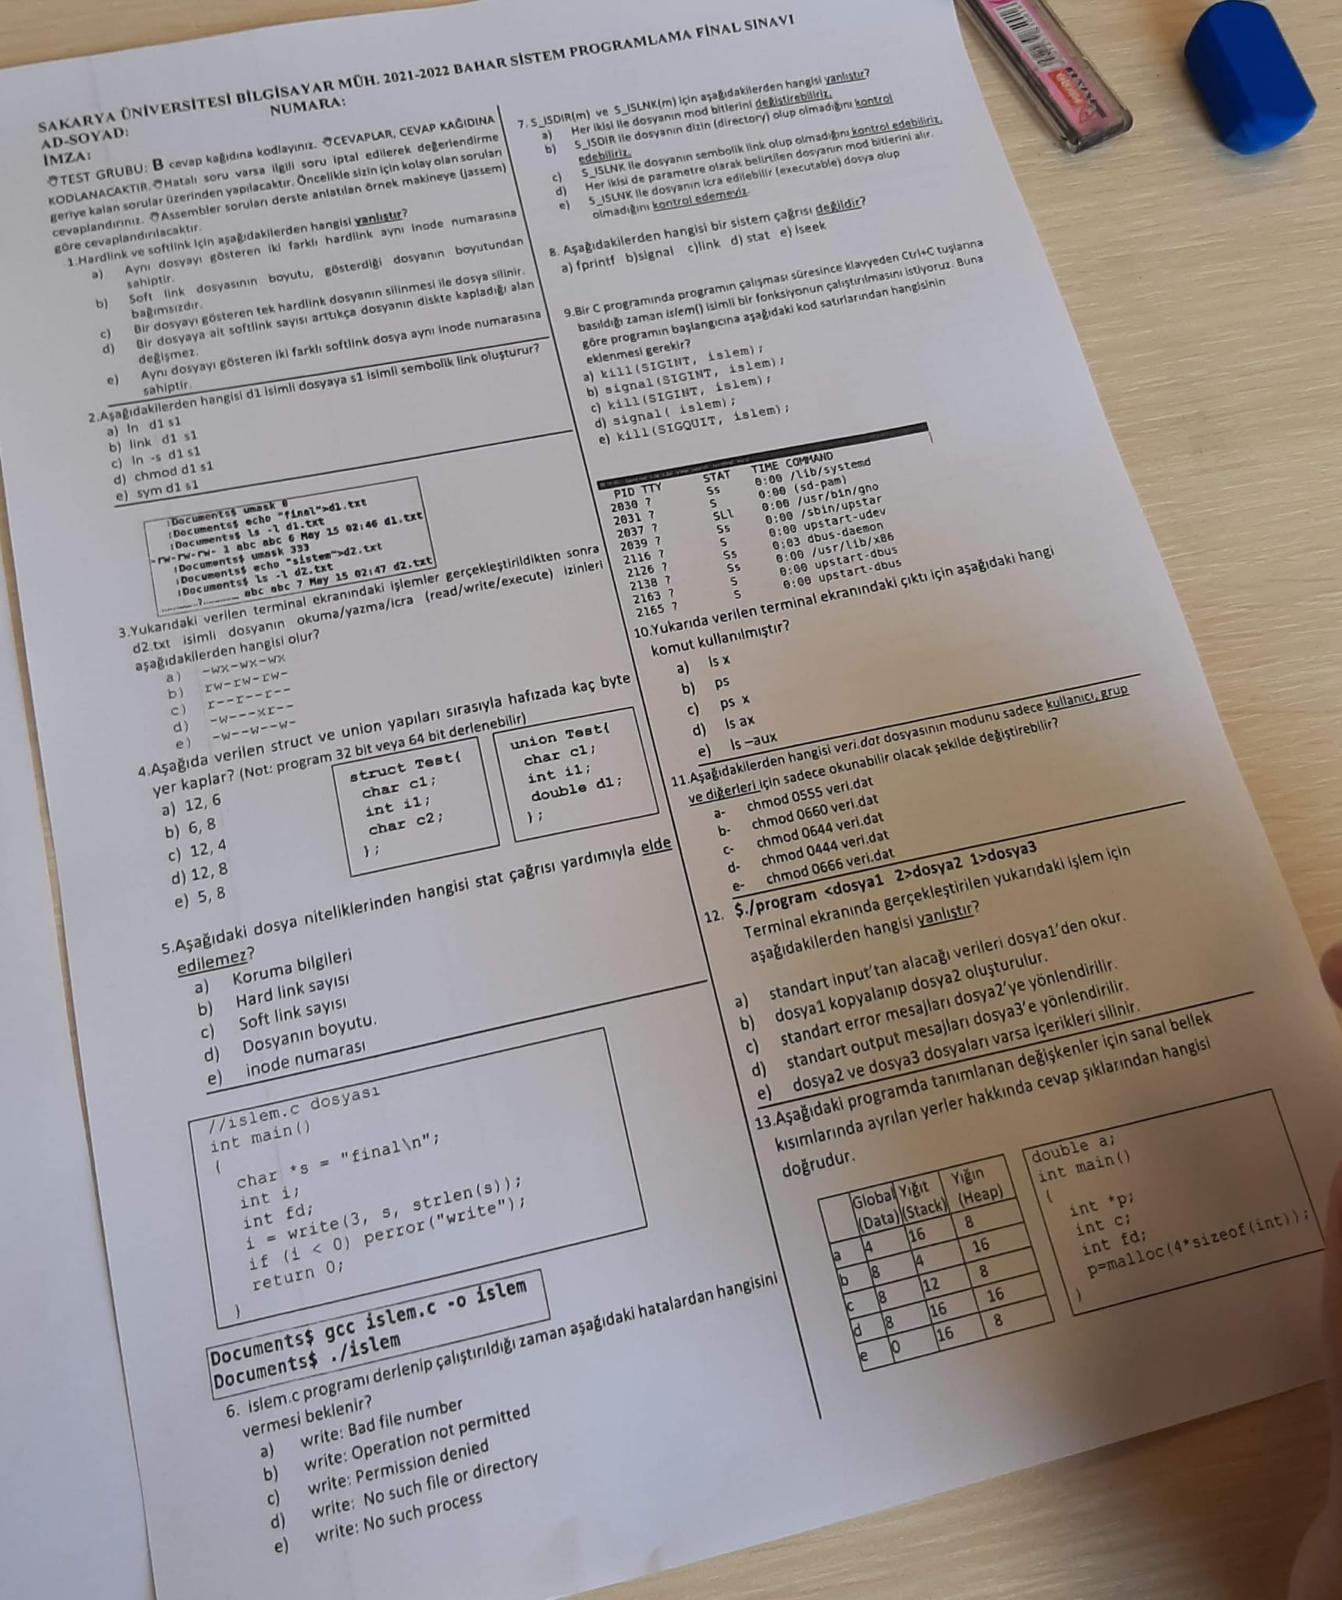 SAKARYA ÜNİVERSİTESİ BİLGİSAYAR MÜH. 2021-2022 BAHAR SİSTEM PROGRAMLAMA FİNAL SINAVI
AD-SOYAD: NUMARA:
İMZA:
TEST GRUBU: B cevap kağıdına kodlayınız. CEVAPLAR, CEVAP KAĞIDINA
KODLANACAKTIR. Hatalı soru varsa ilgili soru iptal edilerek değerlendirme
geriye kalan sorular üzerinden yapılacaktır. Öncelikle sizin için kolay olan soruları
cevaplandırınız. Assembler soruları derste anlatılan örnek makineye (jassem)
göre cevaplandırılacaktır.
1.Hardlink ve softlink için aşağıdakilerden hangisi yanlıştır?
a) Aynı dosyayı gösteren iki farklı hardlink aynı inode numarasına
sahiptir.
b) Soft link dosyasının boyutu, gösterdiği dosyanın boyutundan
bağımsızdır.
c) Bir dosyayı gösteren tek hardlink dosyanın silinmesi ile dosya silinir.
d) Bir dosyaya ait softlink sayısı arttıkça dosyanın diskte kapladığı alan
değişmez.
e) Aynı dosyayı gösteren iki farklı softlink dosya aynı inode numarasına
sahiptir.
2.Aşağıdakilerden hangisi d1 isimli dosyaya s1 isimli sembolik link oluşturur?
a) ln d1 s1
b) link d1 s1
c) ln -s d1 s1
d) chmod d1 s1
e) sym d1 s1
:Documents$ umask 0
:Documents$ echo "final">d1.txt
:Documents$ ls -l d1.txt
-rw-rw-rw- 1 abc abc 6 May 15 02:46 d1.txt
:Documents$ umask 333
:Documents$ echo "sistem">d2.txt
:Documents$ ls -l d2.txt
..........?.......... abc abc 7 May 15 02:47 d2.txt
3.Yukarıdaki verilen terminal ekranındaki işlemler gerçekleştirildikten sonra
d2.txt isimli dosyanın okuma/yazma/icra (read/write/execute) izinleri
aşağıdakilerden hangisi olur?
a) -wx-wx-wx
b) rw-rw-rw-
c) r--r--r--
d) -w---xr--
e) -w--w--w-
4.Aşağıda verilen struct ve union yapıları sırasıyla hafızada kaç byte
yer kaplar? (Not: program 32 bit veya 64 bit derlenebilir)
a) 12, 6
b) 6, 8
c) 12, 4
d) 12, 8
e) 5, 8
struct Test{
char c1;
int i1;
char c2;
};
union Test{
char c1;
int i1;
double d1;
};
5.Aşağıdaki dosya niteliklerinden hangisi stat çağrısı yardımıyla elde
edilemez?
a) Koruma bilgileri
b) Hard link sayısı
c) Soft link sayısı
d) Dosyanın boyutu.
e) inode numarası
//islem.c dosyası
int main()
{
char *s = "final\n";
int i;
int fd;
i = write(3, s, strlen(s));
if (i < 0) perror("write");
return 0;
}
Documents$ gcc islem.c -o islem
Documents$ ./islem
6. islem.c programı derlenip çalıştırıldığı zaman aşağıdaki hatalardan hangisini
vermesi beklenir?
a) write: Bad file number
b) write: Operation not permitted
c) write: Permission denied
d) write: No such file or directory
e) write: No such process
7. S_ISDIR(m) ve S_ISLNK(m) için aşağıdakilerden hangisi yanlıştır?
a) Her ikisi ile dosyanın mod bitlerini değiştirebiliriz.
b) S_ISDIR ile dosyanın dizin (directory) olup olmadığını kontrol
edebiliriz.
c) S_ISLNK ile dosyanın sembolik link olup olmadığını kontrol edebiliriz.
d) Her ikisi de parametre olarak belirtilen dosyanın mod bitlerini alır.
e) S_ISLNK ile dosyanın icra edilebilir (executable) dosya olup
olmadığını kontrol edemeyiz.
8. Aşağıdakilerden hangisi bir sistem çağrısı değildir?
a) fprintf b)signal c)link d) stat e) lseek
9.Bir C programında programın çalışması süresince klavyeden Ctrl+C tuşlarına
basıldığı zaman islem() isimli bir fonksiyonun çalıştırılmasını istiyoruz. Buna
göre programın başlangıcına aşağıdaki kod satırlarından hangisinin
eklenmesi gerekir?
a) kill(SIGINT, islem);
b) signal(SIGINT, islem);
c) kill(SIGINT, islem);
d) signal( islem);
e) kill(SIGQUIT, islem);
PID TTY STAT TIME COMMAND
2030 ? Ss 0:00 /lib/systemd
2031 ? S 0:00 (sd-pam)
2037 ? SLl 0:00 /usr/bin/gno
2039 ? Ss 0:00 /sbin/upstar
2116 ? S 0:00 upstart-udev
2126 ? Ss 0:03 dbus-daemon
2138 ? Ss 0:00 /usr/lib/x86
2163 ? S 0:00 upstart-dbus
2165 ? S 0:00 upstart-dbus
10.Yukarıda verilen terminal ekranındaki çıktı için aşağıdaki hangi
komut kullanılmıştır?
a) ls x
b) ps
c) ps x
d) ls ax
e) ls –aux
11.Aşağıdakilerden hangisi veri.dat dosyasının modunu sadece kullanıcı, grup
ve diğerleri için sadece okunabilir olacak şekilde değiştirebilir?
a- chmod 0555 veri.dat
b- chmod 0660 veri.dat
c- chmod 0644 veri.dat
d- chmod 0444 veri.dat
e- chmod 0666 veri.dat
12. $./program <dosya1 2>dosya2 1>dosya3
Terminal ekranında gerçekleştirilen yukarıdaki işlem için
aşağıdakilerden hangisi yanlıştır?
a) standart input'tan alacağı verileri dosya1'den okur.
b) dosya1 kopyalanıp dosya2 oluşturulur.
c) standart error mesajları dosya2'ye yönlendirilir.
d) standart output mesajları dosya3'e yönlendirilir.
e) dosya2 ve dosya3 dosyaları varsa içerikleri silinir.
13.Aşağıdaki programda tanımlanan değişkenler için sanal bellek
kısımlarında ayrılan yerler hakkında cevap şıklarından hangisi
doğrudur.
Global (Data) Yığıt (Stack) Yığın (Heap)
a 4 16 8
b 8 4 16
c 8 12 8
d 8 16 16
e 0 16 8
double a;
int main()
{
int *p;
int c;
int fd;
p=malloc(4*sizeof(int));
}